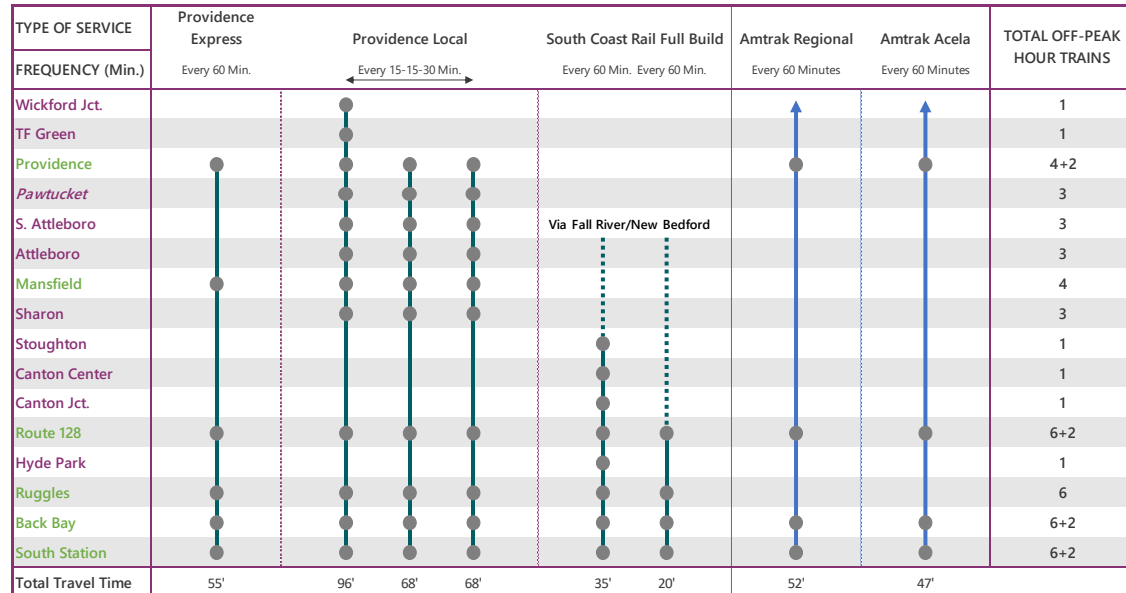 TYPE OF SERVICE
Providence Express
Providence Local
South Coast Rail Full Build
Amtrak Regional
Amtrak Acela
TOTAL OFF-PEAK HOUR TRAINS
FREQUENCY (Min.)
Every 60 Min.
Every 15-15-30 Min.
Every 60 Min. Every 60 Min.
Every 60 Minutes
Every 60 Minutes
Wickford Jct. 1
TF Green 1
Providence 4+2
Pawtucket 3
S. Attleboro Via Fall River/New Bedford 3
Attleboro 3
Mansfield 4
Sharon 3
Stoughton 1
Canton Center 1
Canton Jct. 1
Route 128 6+2
Hyde Park 1
Ruggles 6
Back Bay 6+2
South Station 6+2
Total Travel Time 55' 96' 68' 68' 35' 20' 52' 47'